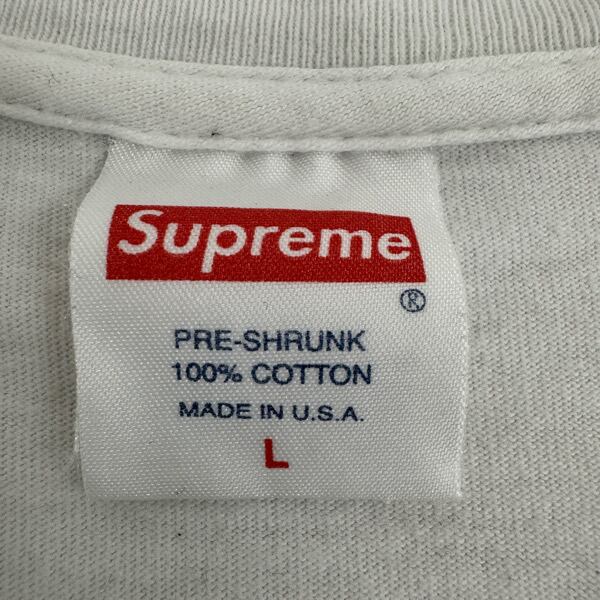 Supreme
®
PRE-SHRUNK
100% COTTON
MADE IN U.S.A.
L